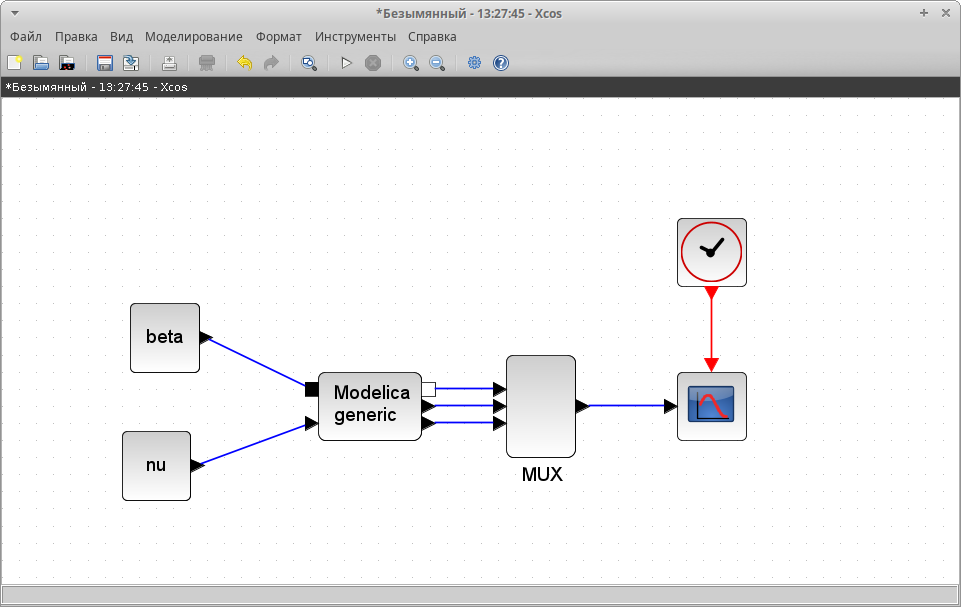 *Безымянный - 13:27:45 - Xcos
Файл Правка Вид Моделирование Формат Инструменты Справка
*Безымянный - 13:27:45 - Xcos
beta
Modelica
generic
nu
MUX